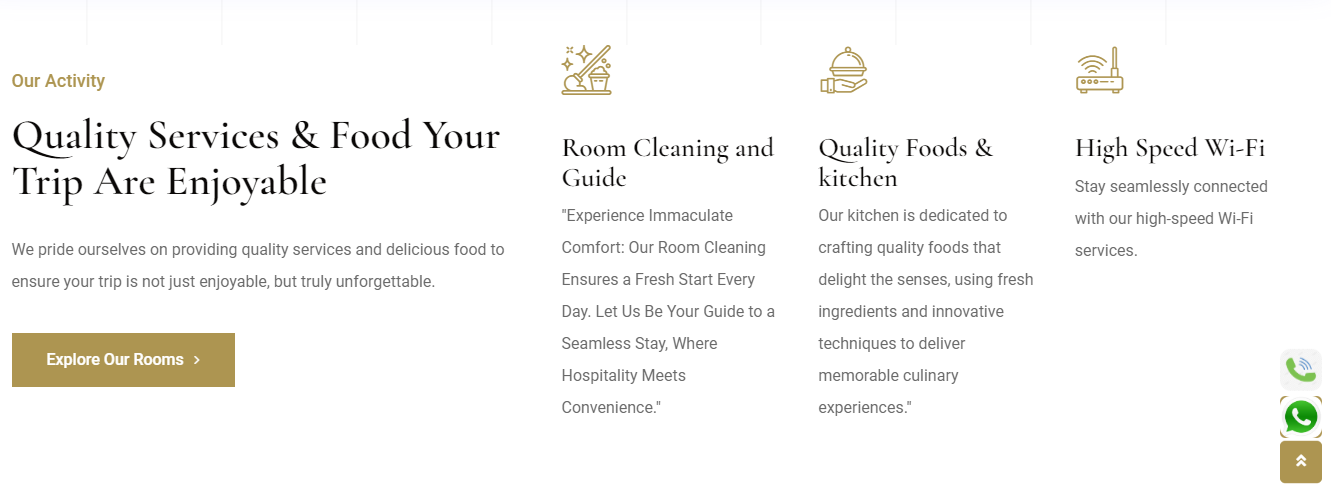 Our Activity
Quality Services & Food Your
Trip Are Enjoyable
We pride ourselves on providing quality services and delicious food to
ensure your trip is not just enjoyable, but truly unforgettable.
Explore Our Rooms
Room Cleaning and
Guide
"Experience Immaculate
Comfort: Our Room Cleaning
Ensures a Fresh Start Every
Day. Let Us Be Your Guide to a
Seamless Stay, Where
Hospitality Meets
Convenience."
Quality Foods &
kitchen
Our kitchen is dedicated to
crafting quality foods that
delight the senses, using fresh
ingredients and innovative
techniques to deliver
memorable culinary
experiences."
High Speed Wi-Fi
Stay seamlessly connected
with our high-speed Wi-Fi
services.